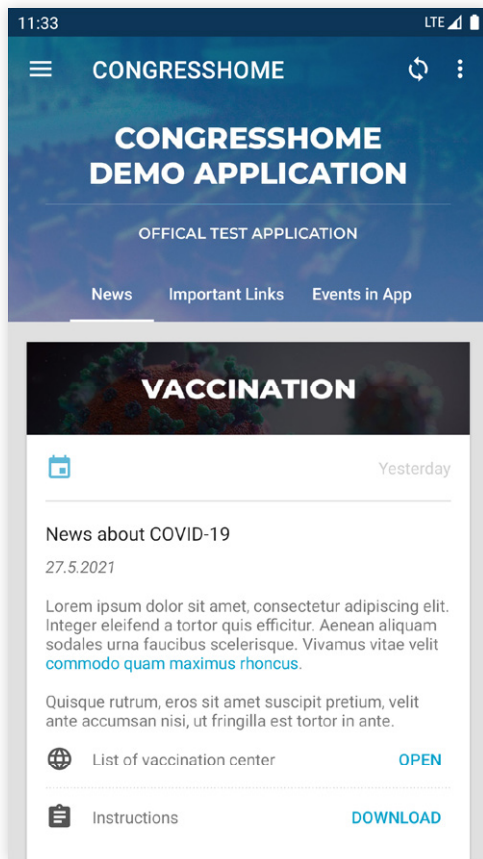 11:33
LTE
CONGRESSHOME
CONGRESSHOME
DEMO APPLICATION
OFFICAL TEST APPLICATION
News Important Links Events in App
VACCINATION
Yesterday
News about COVID-19
27.5.2021
Lorem ipsum dolor sit amet, consectetur adipiscing elit.
Integer eleifend a tortor quis efficitur. Aenean aliquam
sodales urna faucibus scelerisque. Vivamus vitae velit
commodo quam maximus rhoncus.
Quisque rutrum, eros sit amet suscipit pretium, velit
ante accumsan nisi, ut fringilla est tortor in ante.
List of vaccination center OPEN
Instructions DOWNLOAD